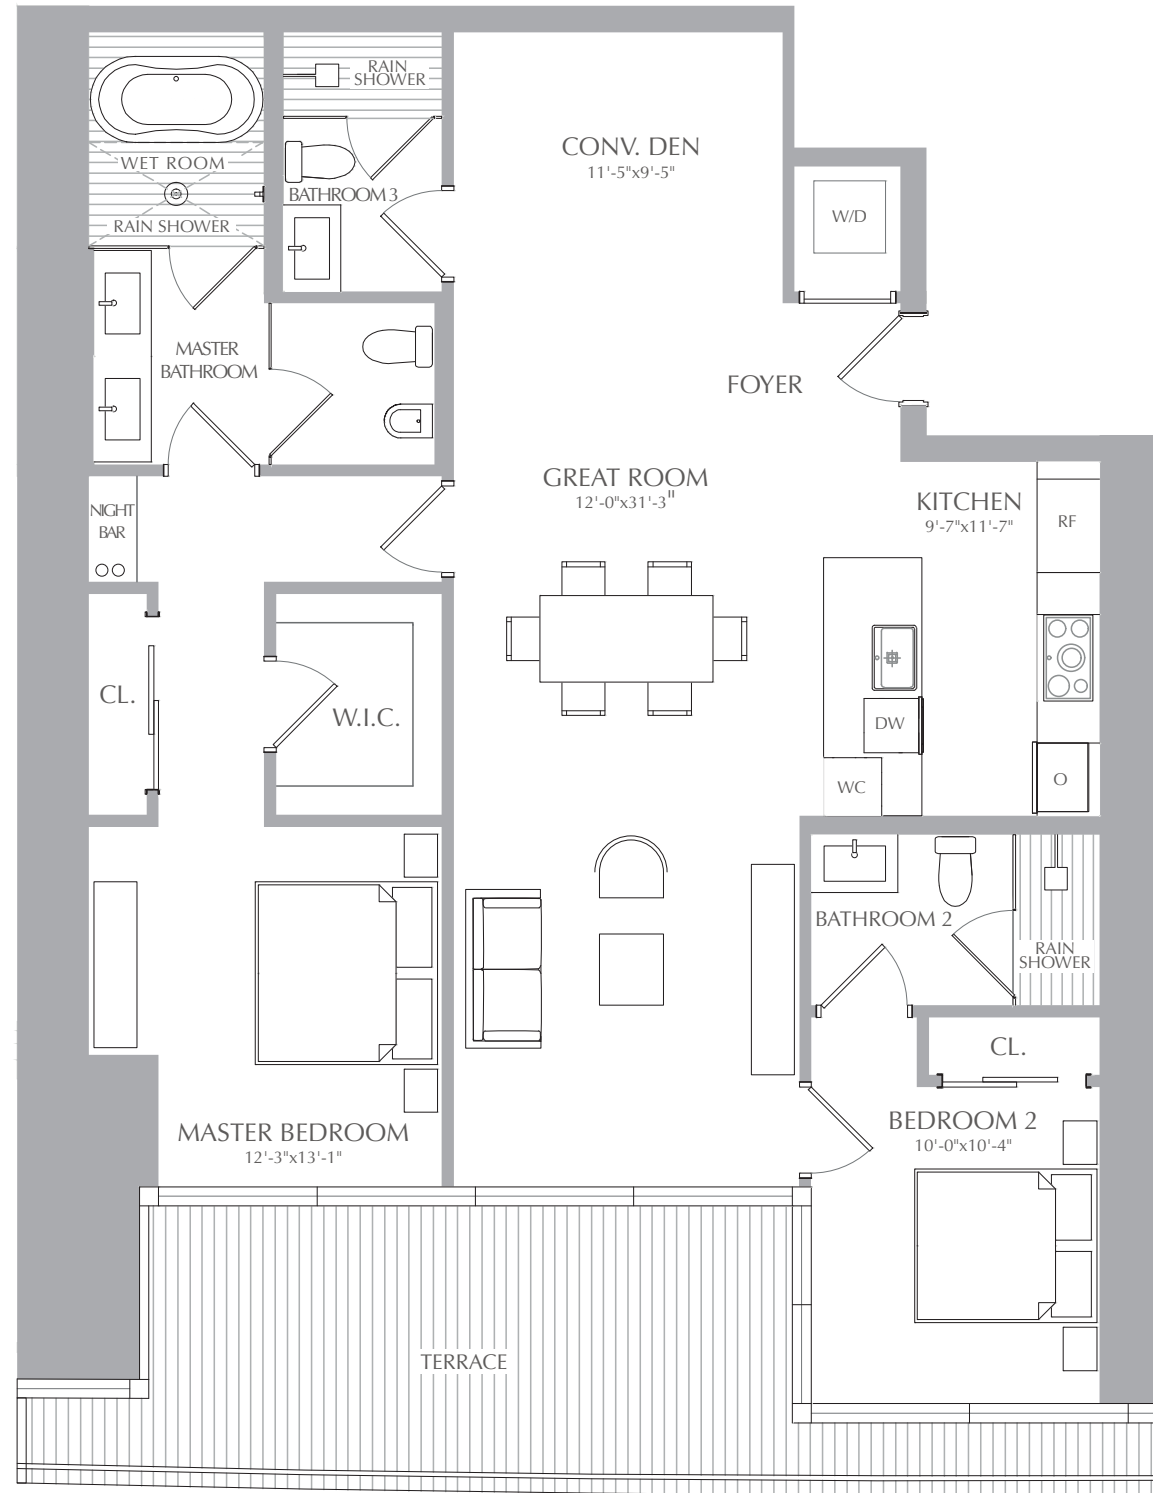 RAIN
SHOWER
WET ROOM
RAIN SHOWER
BATHROOM 3
CONV. DEN
11'-5"x9'-5"
W/D
MASTER
BATHROOM
FOYER
GREAT ROOM
12'-0"x31'-3"
KITCHEN
9'-7"x11'-7"
RF
NIGHT
BAR
CL.
W.I.C.
DW
WC
O
BATHROOM 2
RAIN
SHOWER
CL.
MASTER BEDROOM
12'-3"x13'-1"
BEDROOM 2
10'-0"x10'-4"
TERRACE